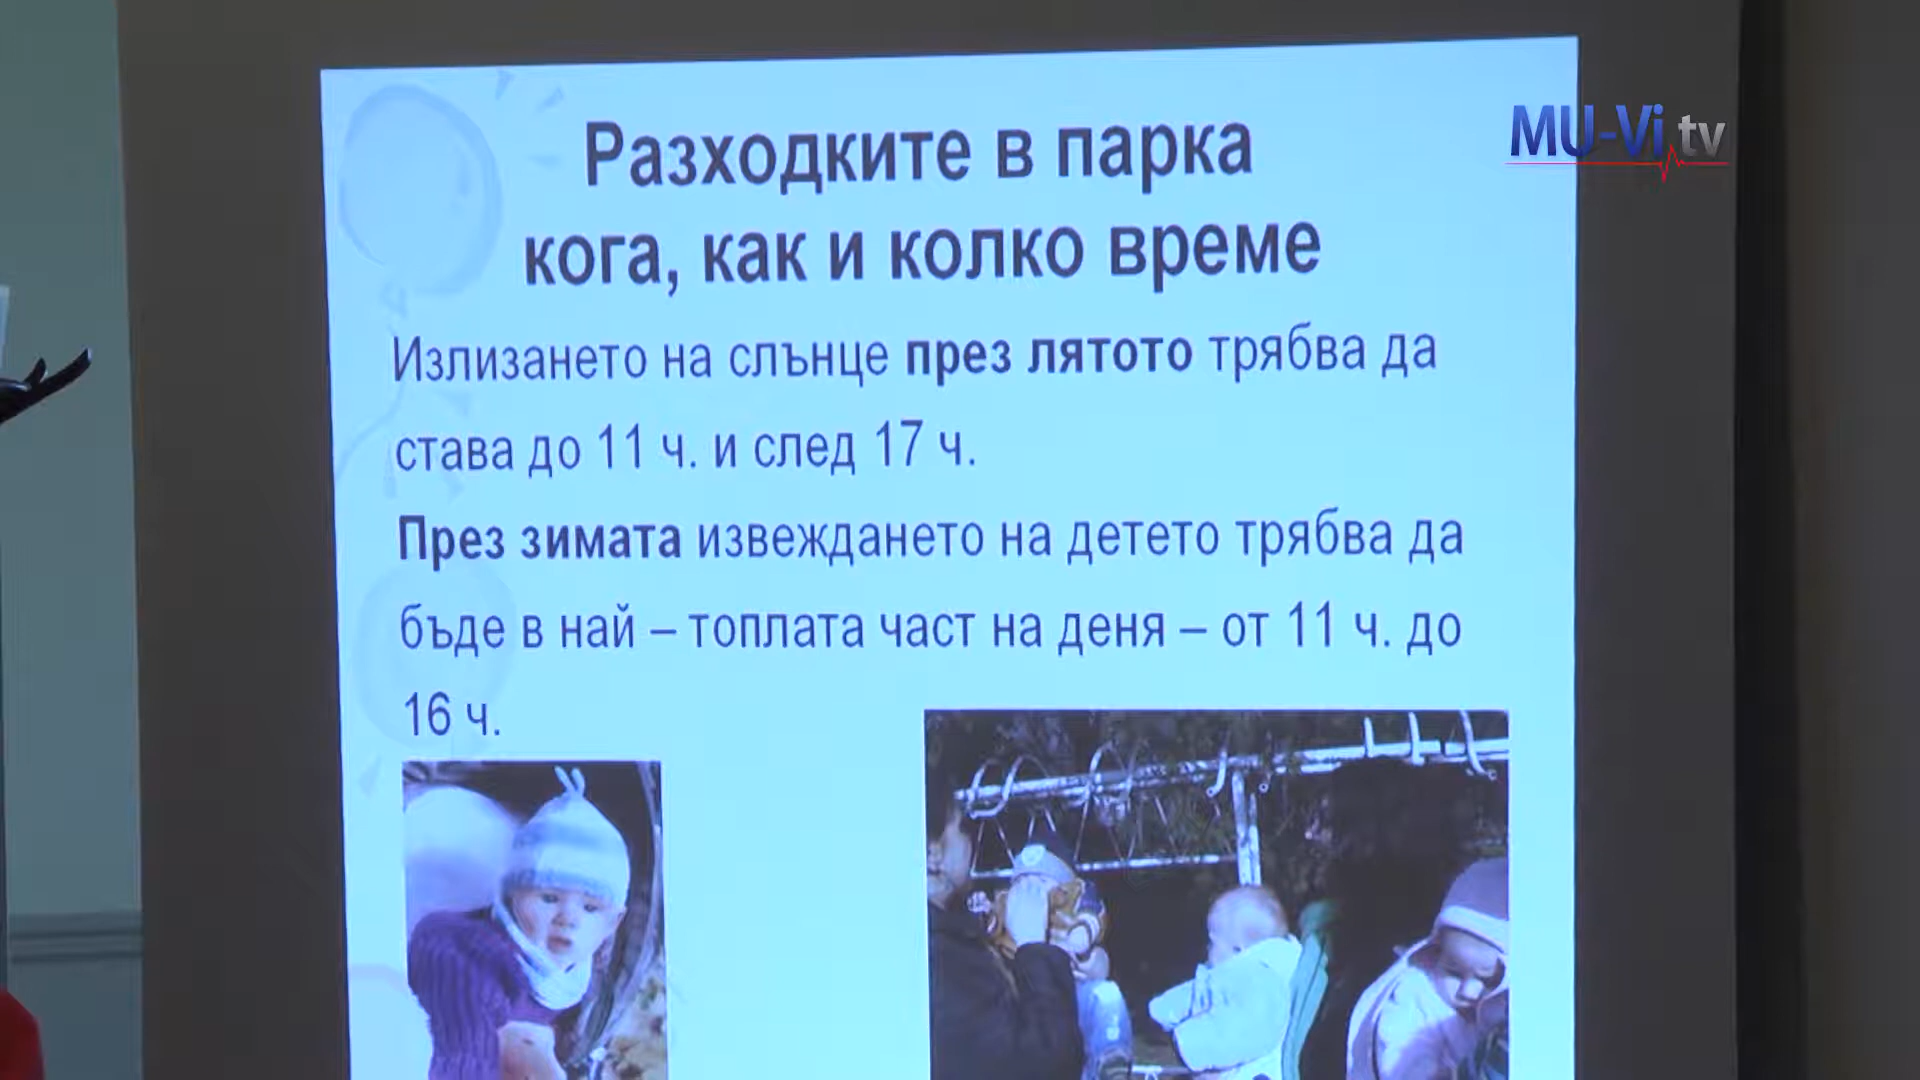 Разходките в парка
кога, как и колко време
MU-Vi.tv
Излизането на слънце през лятото трябва да
става до 11 ч. и след 17 ч.
През зимата извеждането на детето трябва да
бъде в най – топлата част на деня – от 11 ч. до
16 ч.